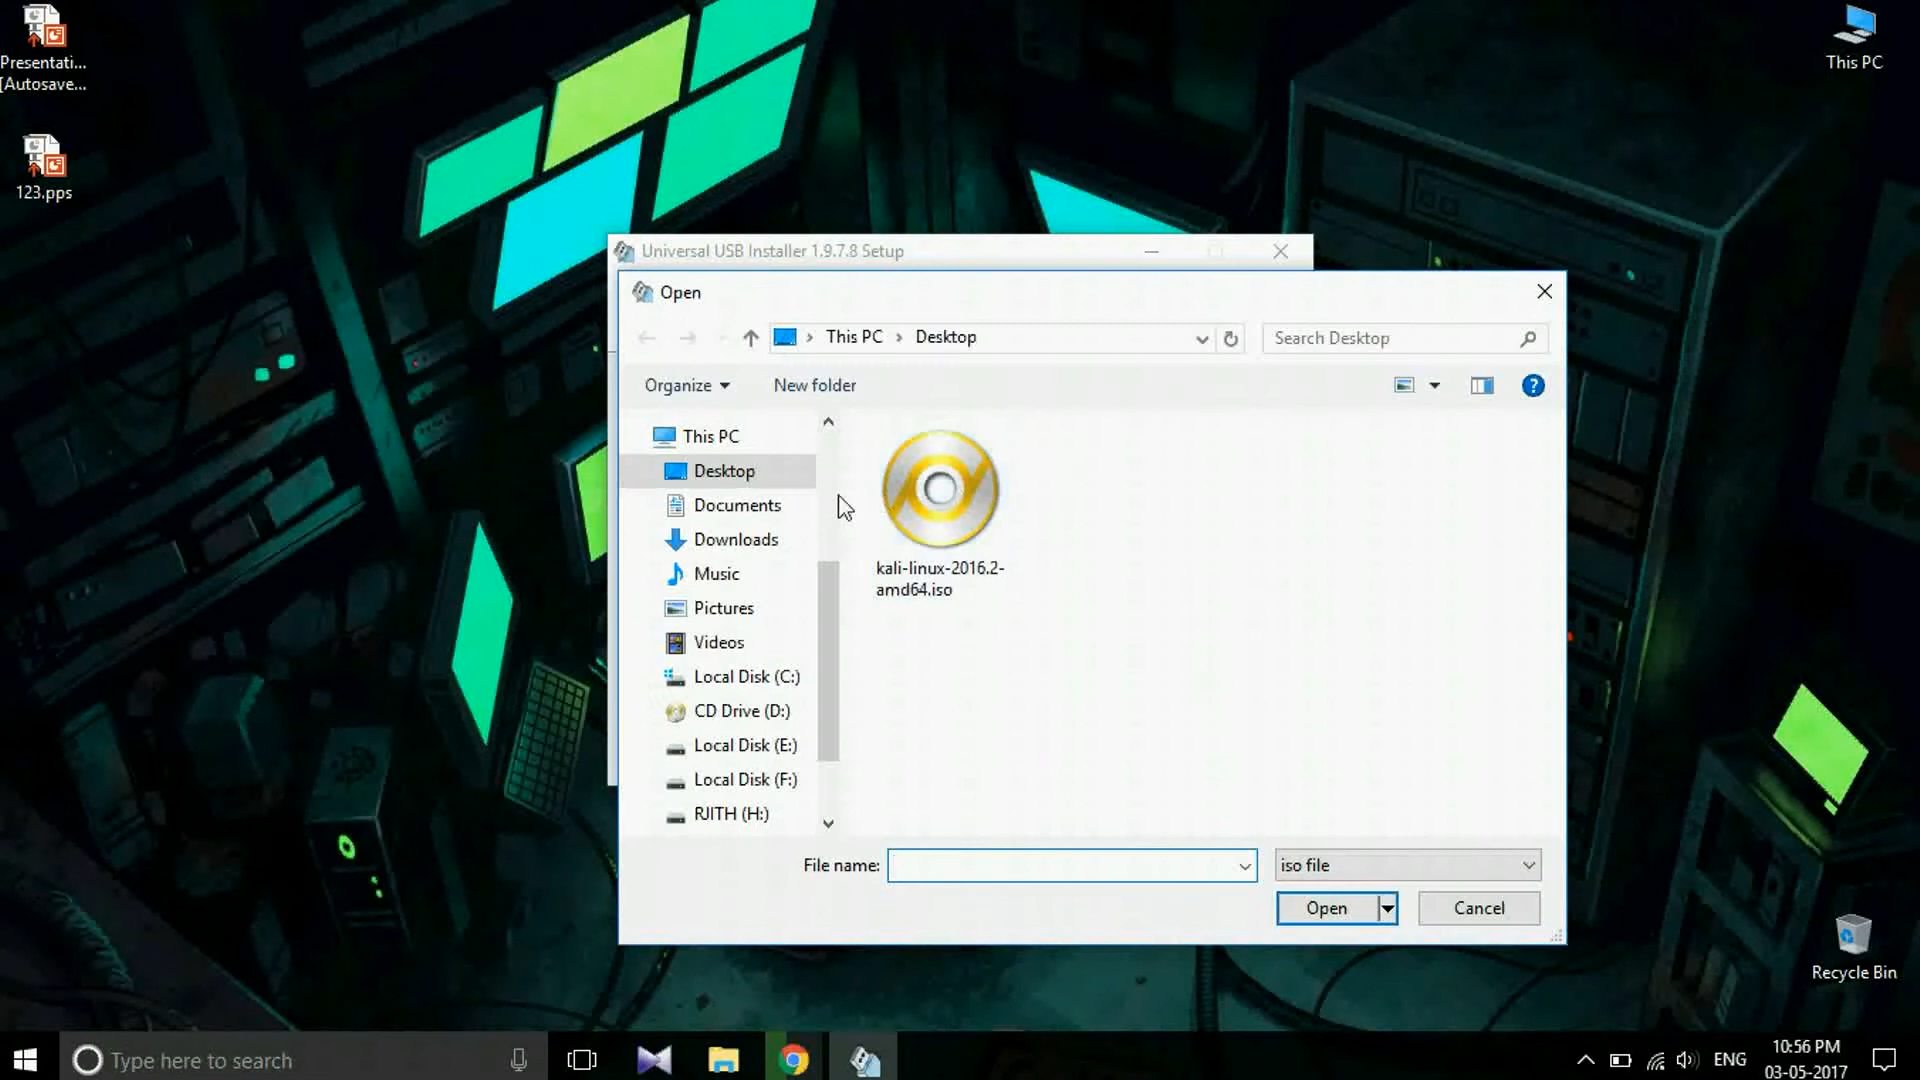 Presentati...
[Autosave...
123.pps
This PC
Universal USB Installer 1.9.7.8 Setup
Open
This PC
Desktop
Search Desktop
Organize
New folder
?
This PC
Desktop
Documents
Downloads
Music
Pictures
Videos
Local Disk (C:)
CD Drive (D:)
Local Disk (E:)
Local Disk (F:)
RJITH (H:)
kali-linux-2016.2-
amd64.iso
File name:
iso file
Open
Cancel
Recycle Bin
Type here to search
ENG
10:56 PM
03-05-2017